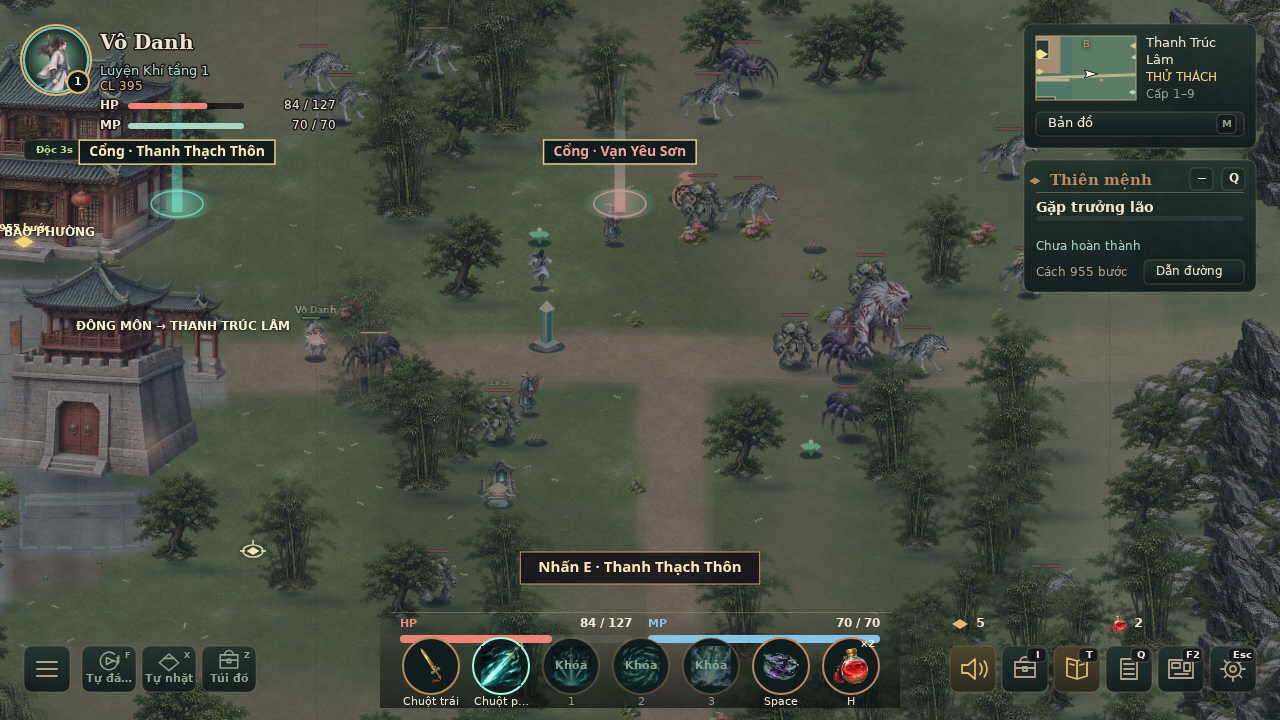 Vô Danh
Luyện Khí tầng 1
CL 395
1
HP 84 / 127
MP 70 / 70
Độc 3s
Cổng · Thanh Thạch Thôn
Cổng · Vạn Yêu Sơn
BẢO PHƯỜNG
ĐÔNG MÔN → THANH TRÚC LÂM
Vô Danh
B
Thanh Trúc
Lâm
THỬ THÁCH
Cấp 1–9
Bản đồ M
Thiên mệnh – Q
Gặp trưởng lão
Chưa hoàn thành
Cách 955 bước Dẫn đường
Nhấn E · Thanh Thạch Thôn
HP 84 / 127 MP 70 / 70
5 2
F X Z
Tự đá... Tự nhặt Túi đồ
Khóa Khóa Khóa x2
Chuột trái Chuột p... 1 2 3 Space H
I T Q F2 Esc